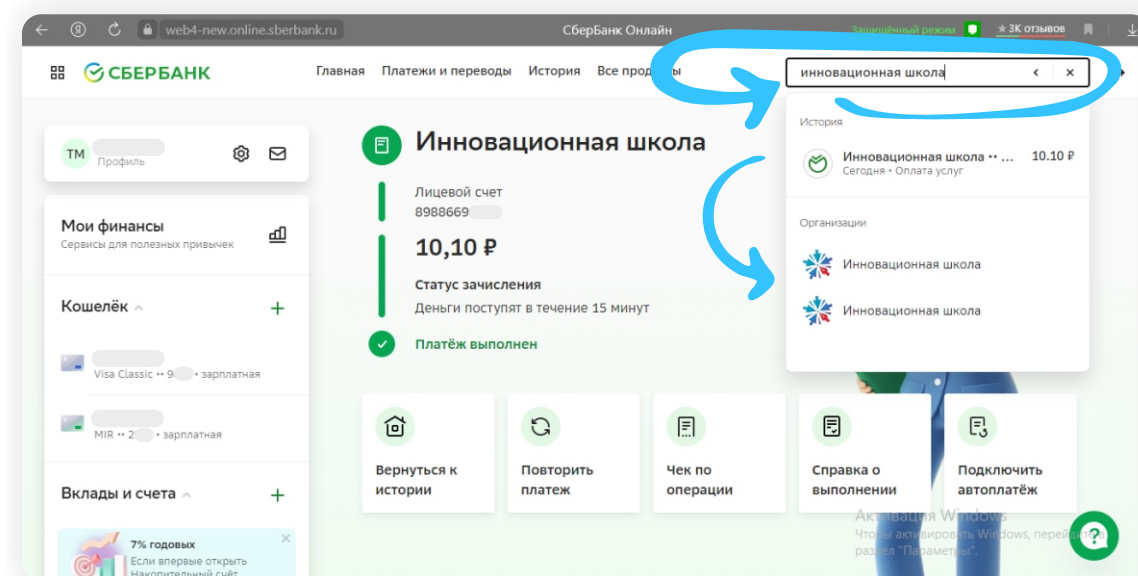 web4-new.online.sberbank.ru
СберБанк Онлайн
Защищённый режим
★ 3К отзывов
СБЕРБАНК
Главная Платежи и переводы История Все продукты
инновационная школа
ТМ
Профиль
Мои финансы
Сервисы для полезных привычек
Кошелёк
Visa Classic •• 9 • зарплатная
MIR •• 2 • зарплатная
Вклады и счета
7% годовых
Если впервые открыть
Накопительный счёт
Инновационная школа
Лицевой счет
8988669
10,10 ₽
Статус зачисления
Деньги поступят в течение 15 минут
Платёж выполнен
История
Инновационная школа •• ... 10.10 ₽
Сегодня • Оплата услуг
Организации
Инновационная школа
Инновационная школа
Вернуться к
истории
Повторить
платеж
Чек по
операции
Справка о
выполнении
Подключить
автоплатёж
Активация Windows
Чтобы активировать Windows, перейдите в
раздел "Параметры".